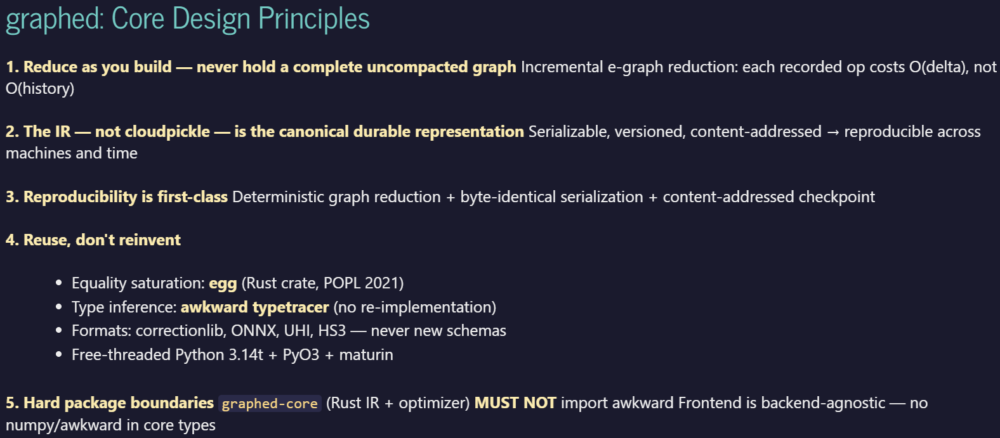 graphed: Core Design Principles
1. Reduce as you build — never hold a complete uncompacted graph Incremental e-graph reduction: each recorded op costs O(delta), not
O(history)
2. The IR — not cloudpickle — is the canonical durable representation Serializable, versioned, content-addressed → reproducible across
machines and time
3. Reproducibility is first-class Deterministic graph reduction + byte-identical serialization + content-addressed checkpoint
4. Reuse, don't reinvent
• Equality saturation: egg (Rust crate, POPL 2021)
• Type inference: awkward typetracer (no re-implementation)
• Formats: correctionlib, ONNX, UHI, HS3 — never new schemas
• Free-threaded Python 3.14t + PyO3 + maturin
5. Hard package boundaries graphed-core (Rust IR + optimizer) MUST NOT import awkward Frontend is backend-agnostic — no
numpy/awkward in core types